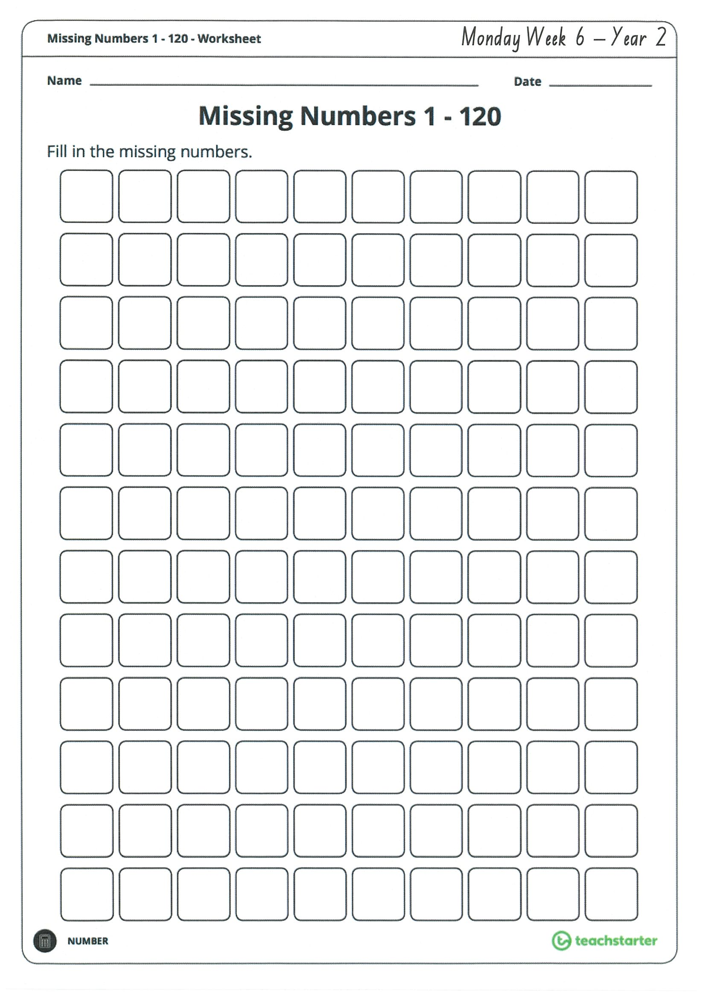 Missing Numbers 1 - 120 - Worksheet
Monday Week 6 – Year 2
Name
Date
Missing Numbers 1 - 120
Fill in the missing numbers.
NUMBER
teachstarter